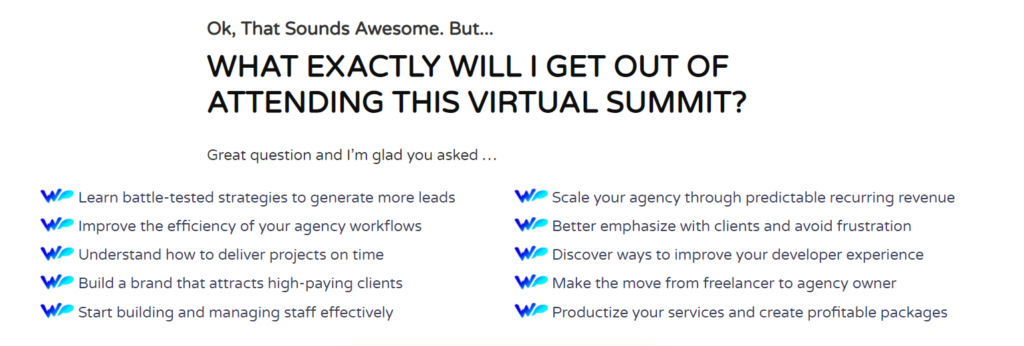 Ok, That Sounds Awesome. But...
WHAT EXACTLY WILL I GET OUT OF
ATTENDING THIS VIRTUAL SUMMIT?
Great question and I'm glad you asked ...
Learn battle-tested strategies to generate more leads
Improve the efficiency of your agency workflows
Understand how to deliver projects on time
Build a brand that attracts high-paying clients
Start building and managing staff effectively
Scale your agency through predictable recurring revenue
Better emphasize with clients and avoid frustration
Discover ways to improve your developer experience
Make the move from freelancer to agency owner
Productize your services and create profitable packages